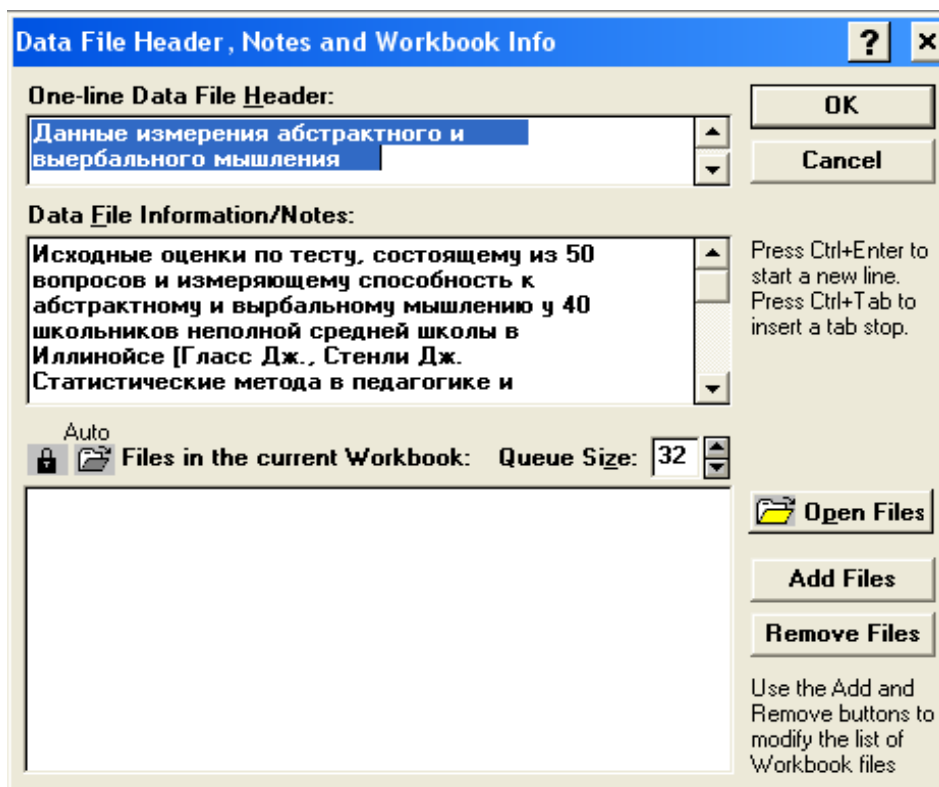 Data File Header, Notes and Workbook Info
One-line Data File Header:
OK
Данные измерения абстрактного и
выербального мышления
Cancel
Data File Information/Notes:
Исходные оценки по тесту, состоящему из 50
вопросов и измеряющему способность к
абстрактному и вырбальному мышлению у 40
школьников неполной средней школы в
Иллинойсе [Гласс Дж., Стенли Дж.
Статистические метода в педагогике и
Press Ctrl+Enter to
start a new line.
Press Ctrl+Tab to
insert a tab stop.
Auto
Files in the current Workbook: Queue Size: 32
Open Files
Add Files
Remove Files
Use the Add and
Remove buttons to
modify the list of
Workbook files